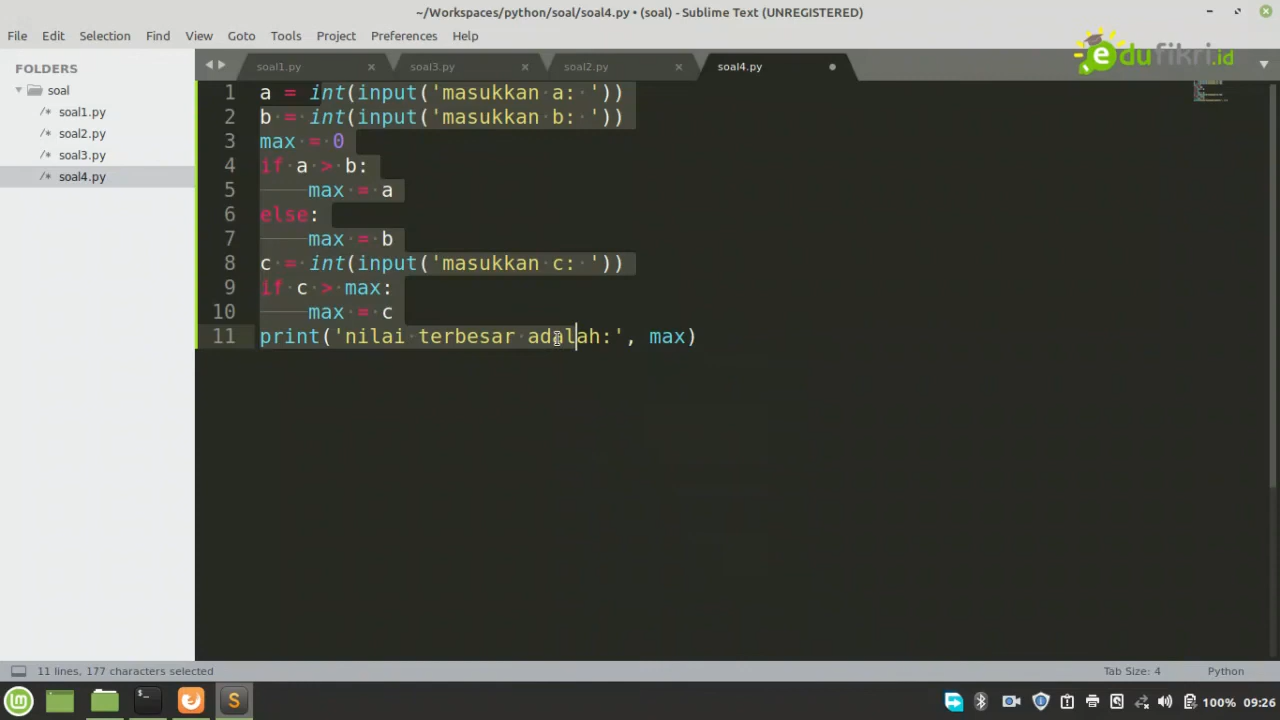 ~/Workspaces/python/soal/soal4.py • (soal) - Sublime Text (UNREGISTERED)
File Edit Selection Find View Goto Tools Project Preferences Help
edufikri.id
FOLDERS
soal
soal1.py
soal2.py
soal3.py
soal4.py
soal1.py soal3.py soal2.py soal4.py
1 a = int(input('masukkan a: '))
2 b = int(input('masukkan b: '))
3 max = 0
4 if a > b:
5 max = a
6 else:
7 max = b
8 c = int(input('masukkan c: '))
9 if c > max:
10 max = c
11 print('nilai terbesar adalah:', max)
11 lines, 177 characters selected Tab Size: 4 Python
100% 09:26